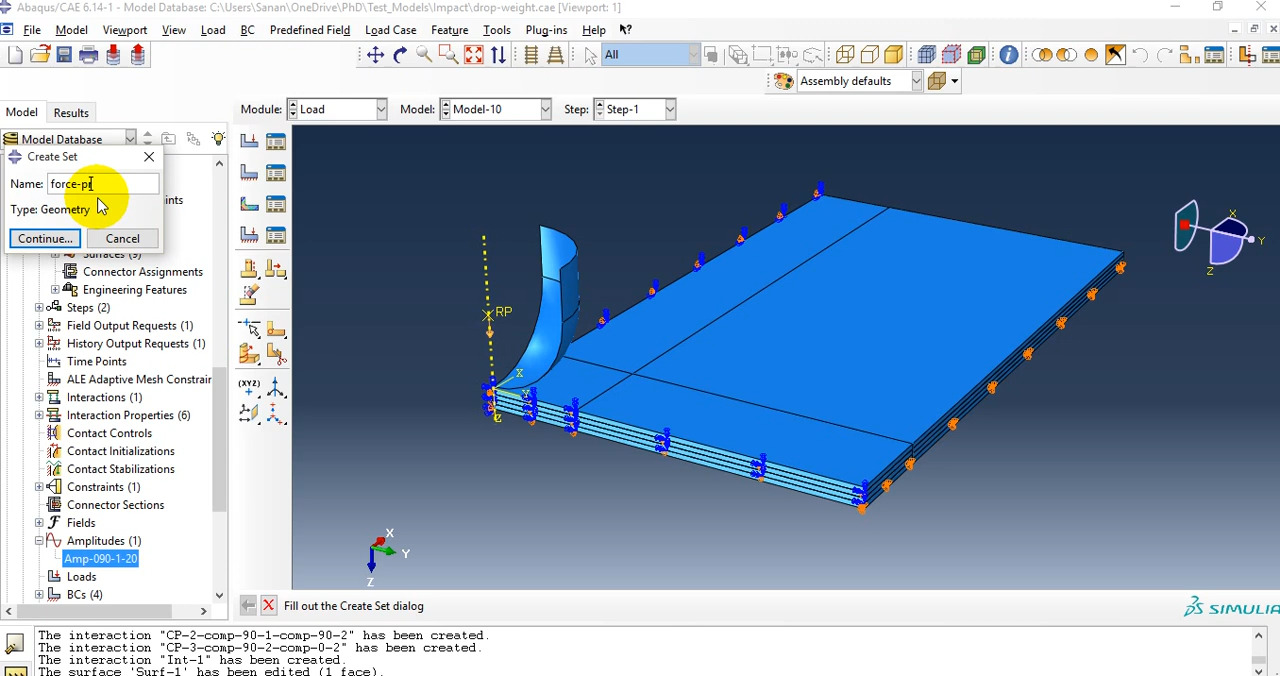 Abaqus/CAE 6.14-1 - Model Database: C:\Users\Sanan\OneDrive\PhD\Test_Models\Impact\drop-weight.cae [Viewport: 1]
File Model Viewport View Load BC Predefined Field Load Case Feature Tools Plug-ins Help
All
Assembly defaults
Model Results Module: Load Model: Model-10 Step: Step-1
Model Database
Create Set
Name: force-pr
Type: Geometry
Continue... Cancel
Surfaces (9)
Connector Assignments
Engineering Features
Steps (2)
Field Output Requests (1)
History Output Requests (1)
Time Points
ALE Adaptive Mesh Constrair
Interactions (1)
Interaction Properties (6)
Contact Controls
Contact Initializations
Contact Stabilizations
Constraints (1)
Connector Sections
Fields
Amplitudes (1)
Amp-090-1-20
Loads
BCs (4)
RP
X
X
Y
Z
X
Y
Z
Fill out the Create Set dialog
SIMULIA
The interaction "CP-2-comp-90-1-comp-90-2" has been created.
The interaction "CP-3-comp-90-2-comp-0-2" has been created.
The interaction "Int-1" has been created.
The surface 'Surf-1' has been edited (1 face).